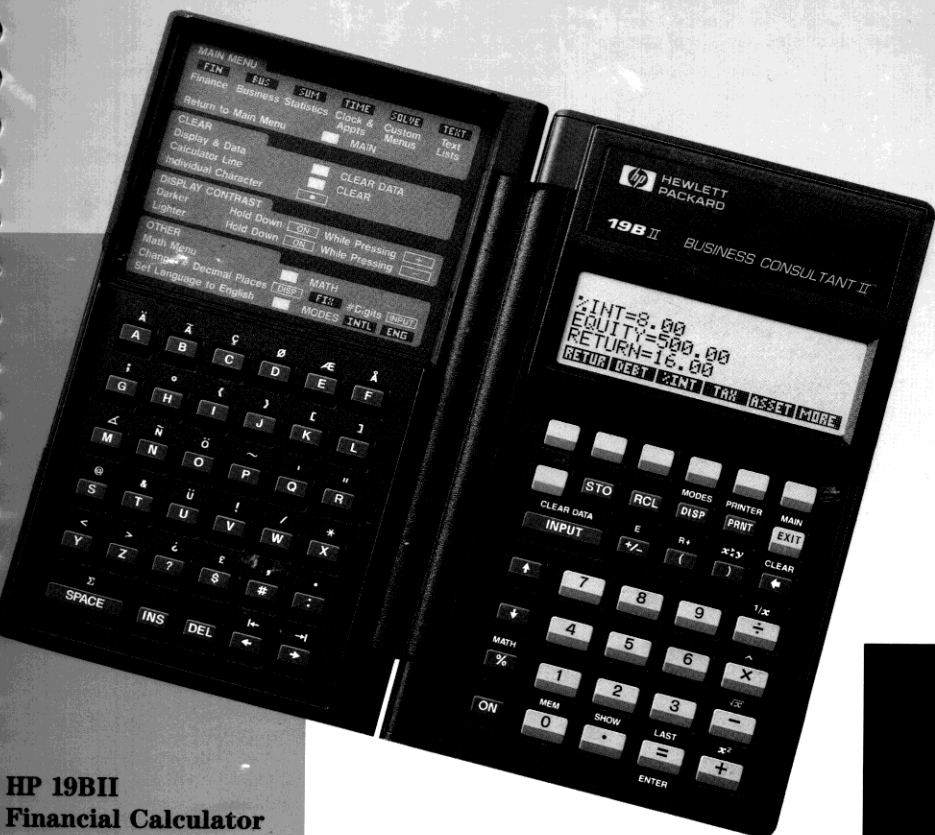 MAIN MENU
FIN BUS SUM TIME SOLVE TEXT
Finance Business Statistics Clock & Appts Custom Menus Text Lists
Return to Main Menu MAIN
CLEAR
Display & Data CLEAR DATA
Calculator Line CLEAR
Individual Character
DISPLAY CONTRAST
Darker Hold Down ON While Pressing +
Lighter Hold Down ON While Pressing −
OTHER
Math Menu MATH
Change # Decimal Places DISP FIX #Digits INPUT
Set Language to English MODES INTL ENG
Ä Ã Ç Ø Æ Å
A B C D E F
; ° ( ) [ ]
G H I J K L
∡ Ñ Ö ~ ' "
M N O P Q R
@ & Ü ! / *
S T U V W X
< > ¿ £ , .
Y Z ? $ # :
Σ |← →|
SPACE INS DEL ← →
hp HEWLETT
PACKARD
19B II BUSINESS CONSULTANT II
%INT=8.00
EQUITY=500.00
RETURN=16.00
RETUR DEBT %INT TAX ASSET MORE
MODES PRINTER MAIN
STO RCL DISP PRNT EXIT
CLEAR DATA E R↓ x≷y CLEAR
INPUT +/− ( ) ←
1/x
↑ 7 8 9 ÷
^
↓ 4 5 6 ×
MATH √x
% 1 2 3 −
MEM SHOW LAST x²
ON 0 . = +
ENTER
HP 19BII
Financial Calculator